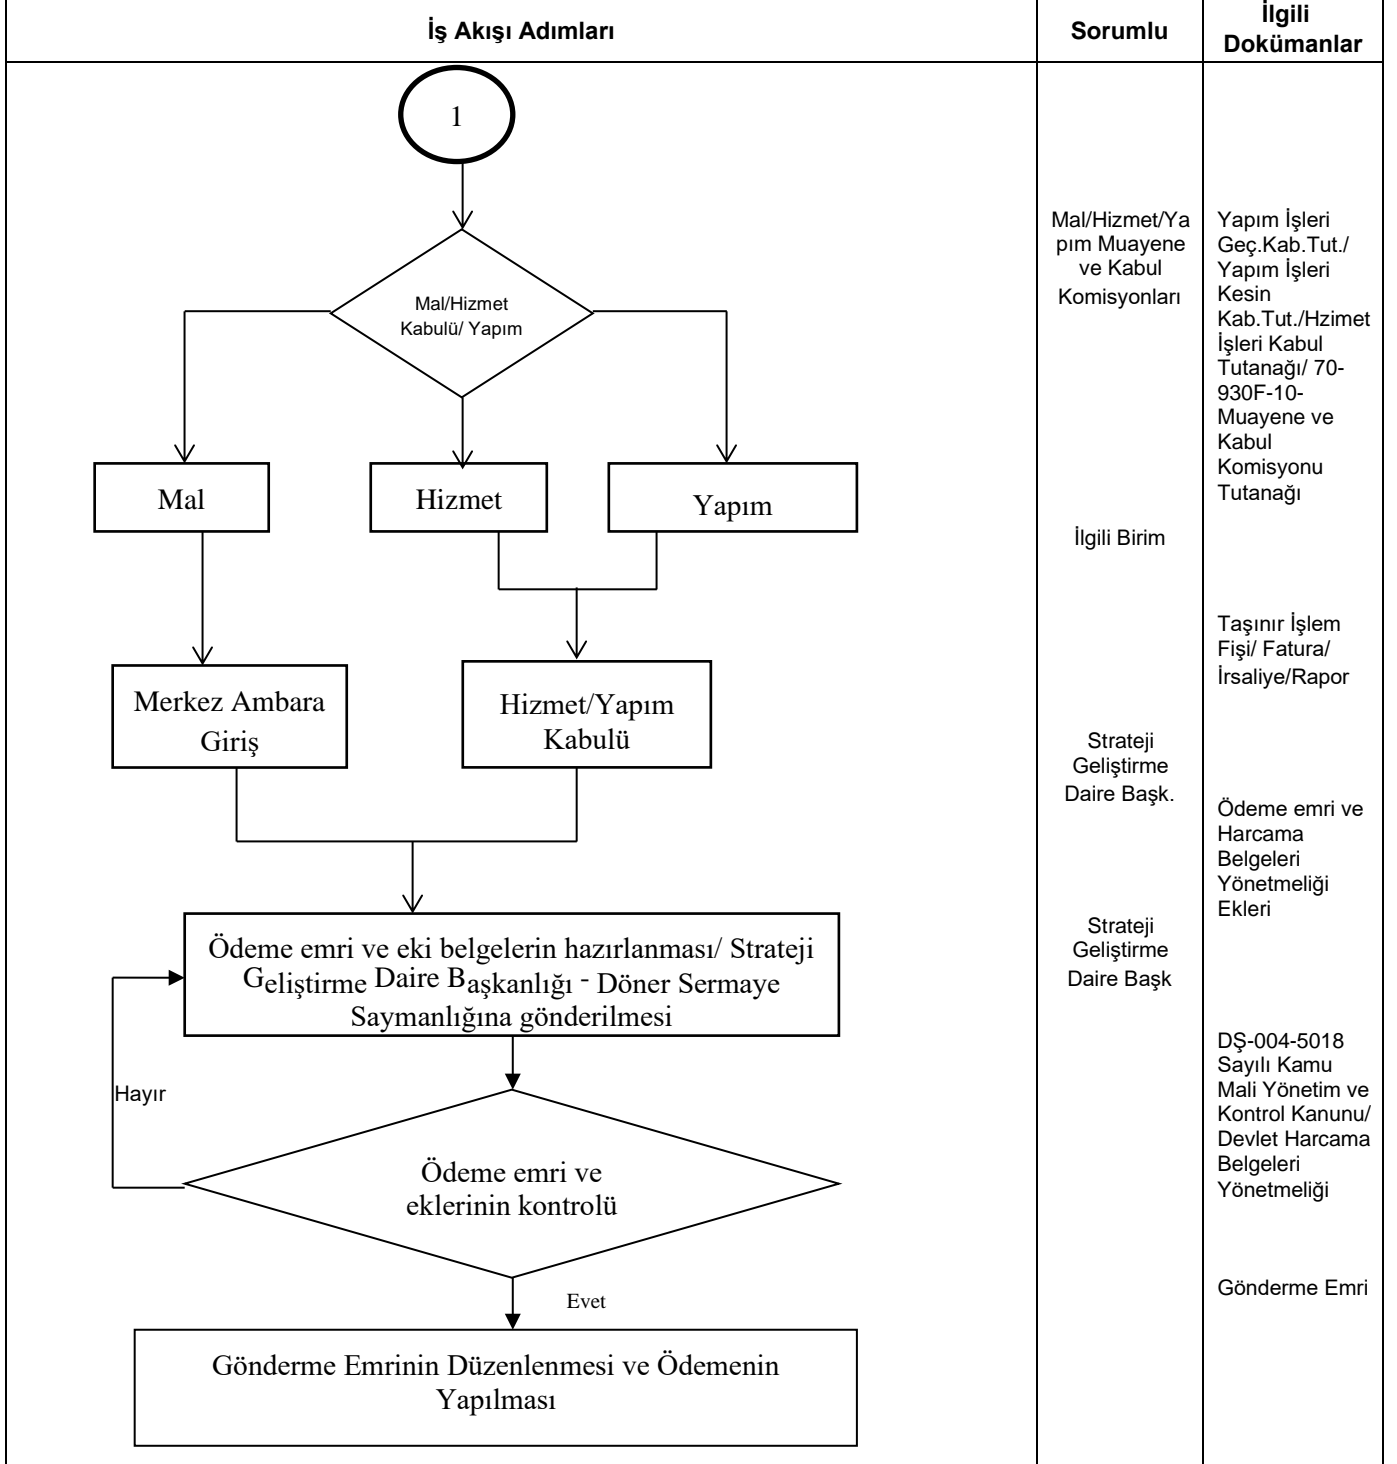 İş Akışı Adımları
Sorumlu
İlgili
Dokümanlar
1
Mal/Hizmet
Kabulü/ Yapım
Mal
Hizmet
Yapım
Merkez Ambara
Giriş
Hizmet/Yapım
Kabulü
Ödeme emri ve eki belgelerin hazırlanması/ Strateji
Geliştirme Daire Başkanlığı - Döner Sermaye
Saymanlığına gönderilmesi
Hayır
Ödeme emri ve
eklerinin kontrolü
Evet
Gönderme Emrinin Düzenlenmesi ve Ödemenin
Yapılması
Mal/Hizmet/Ya
pım Muayene
ve Kabul
Komisyonları
İlgili Birim
Strateji
Geliştirme
Daire Başk.
Strateji
Geliştirme
Daire Başk
Yapım İşleri
Geç.Kab.Tut./
Yapım İşleri
Kesin
Kab.Tut./Hzimet
İşleri Kabul
Tutanağı/ 70-
930F-10-
Muayene ve
Kabul
Komisyonu
Tutanağı
Taşınır İşlem
Fişi/ Fatura/
İrsaliye/Rapor
Ödeme emri ve
Harcama
Belgeleri
Yönetmeliği
Ekleri
DŞ-004-5018
Sayılı Kamu
Mali Yönetim ve
Kontrol Kanunu/
Devlet Harcama
Belgeleri
Yönetmeliği
Gönderme Emri